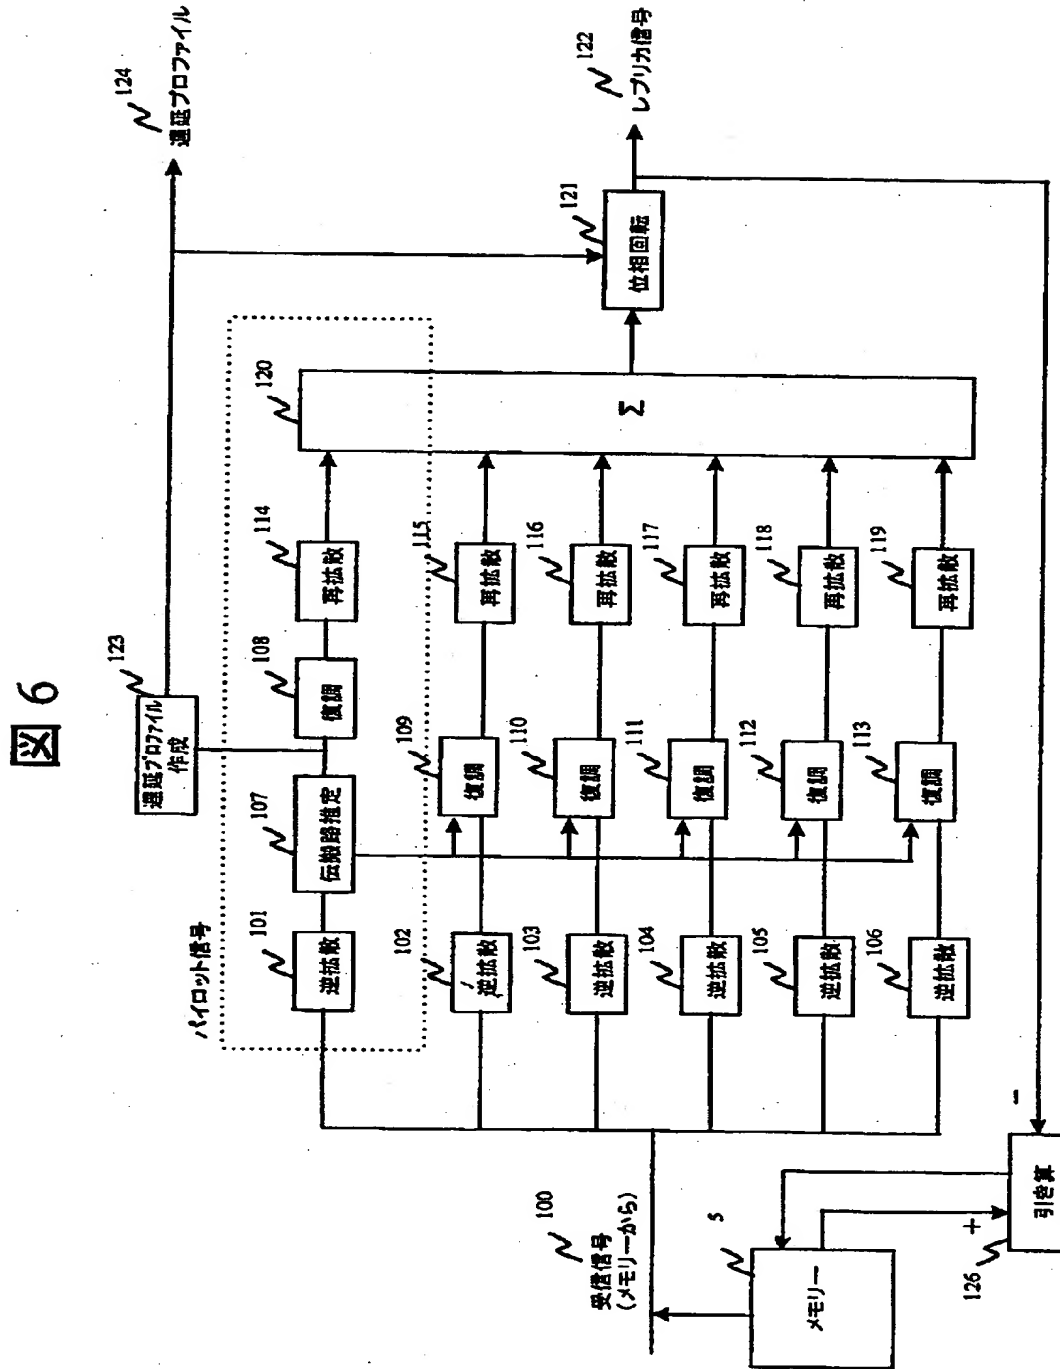 図6
遅延プロファイル
作成
123
124
遅延プロファイル
パイロット信号
101
逆拡散
107
伝搬路推定
108
復調
114
再拡散
120
Σ
121
位相回転
122
レプリカ信号
102
逆拡散
109
復調
115
再拡散
103
逆拡散
110
復調
116
再拡散
104
逆拡散
111
復調
117
再拡散
105
逆拡散
112
復調
118
再拡散
106
逆拡散
113
復調
119
再拡散
100
受信信号
(メモリーから)
5
メモリー
+
-
126
引き算